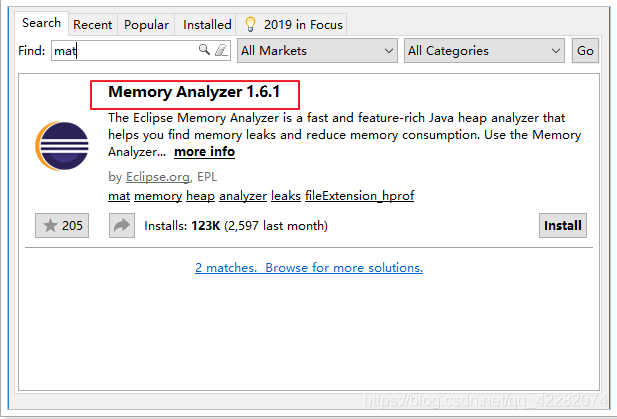 Search Recent Popular Installed 2019 in Focus
Find: mat All Markets All Categories Go
Memory Analyzer 1.6.1
The Eclipse Memory Analyzer is a fast and feature-rich Java heap analyzer that
helps you find memory leaks and reduce memory consumption. Use the Memory
Analyzer... more info
by Eclipse.org, EPL
mat memory heap analyzer leaks fileExtension_hprof
205 Installs: 123K (2,597 last month) Install
2 matches. Browse for more solutions.
https://blog.csdn.net/qq_42282074